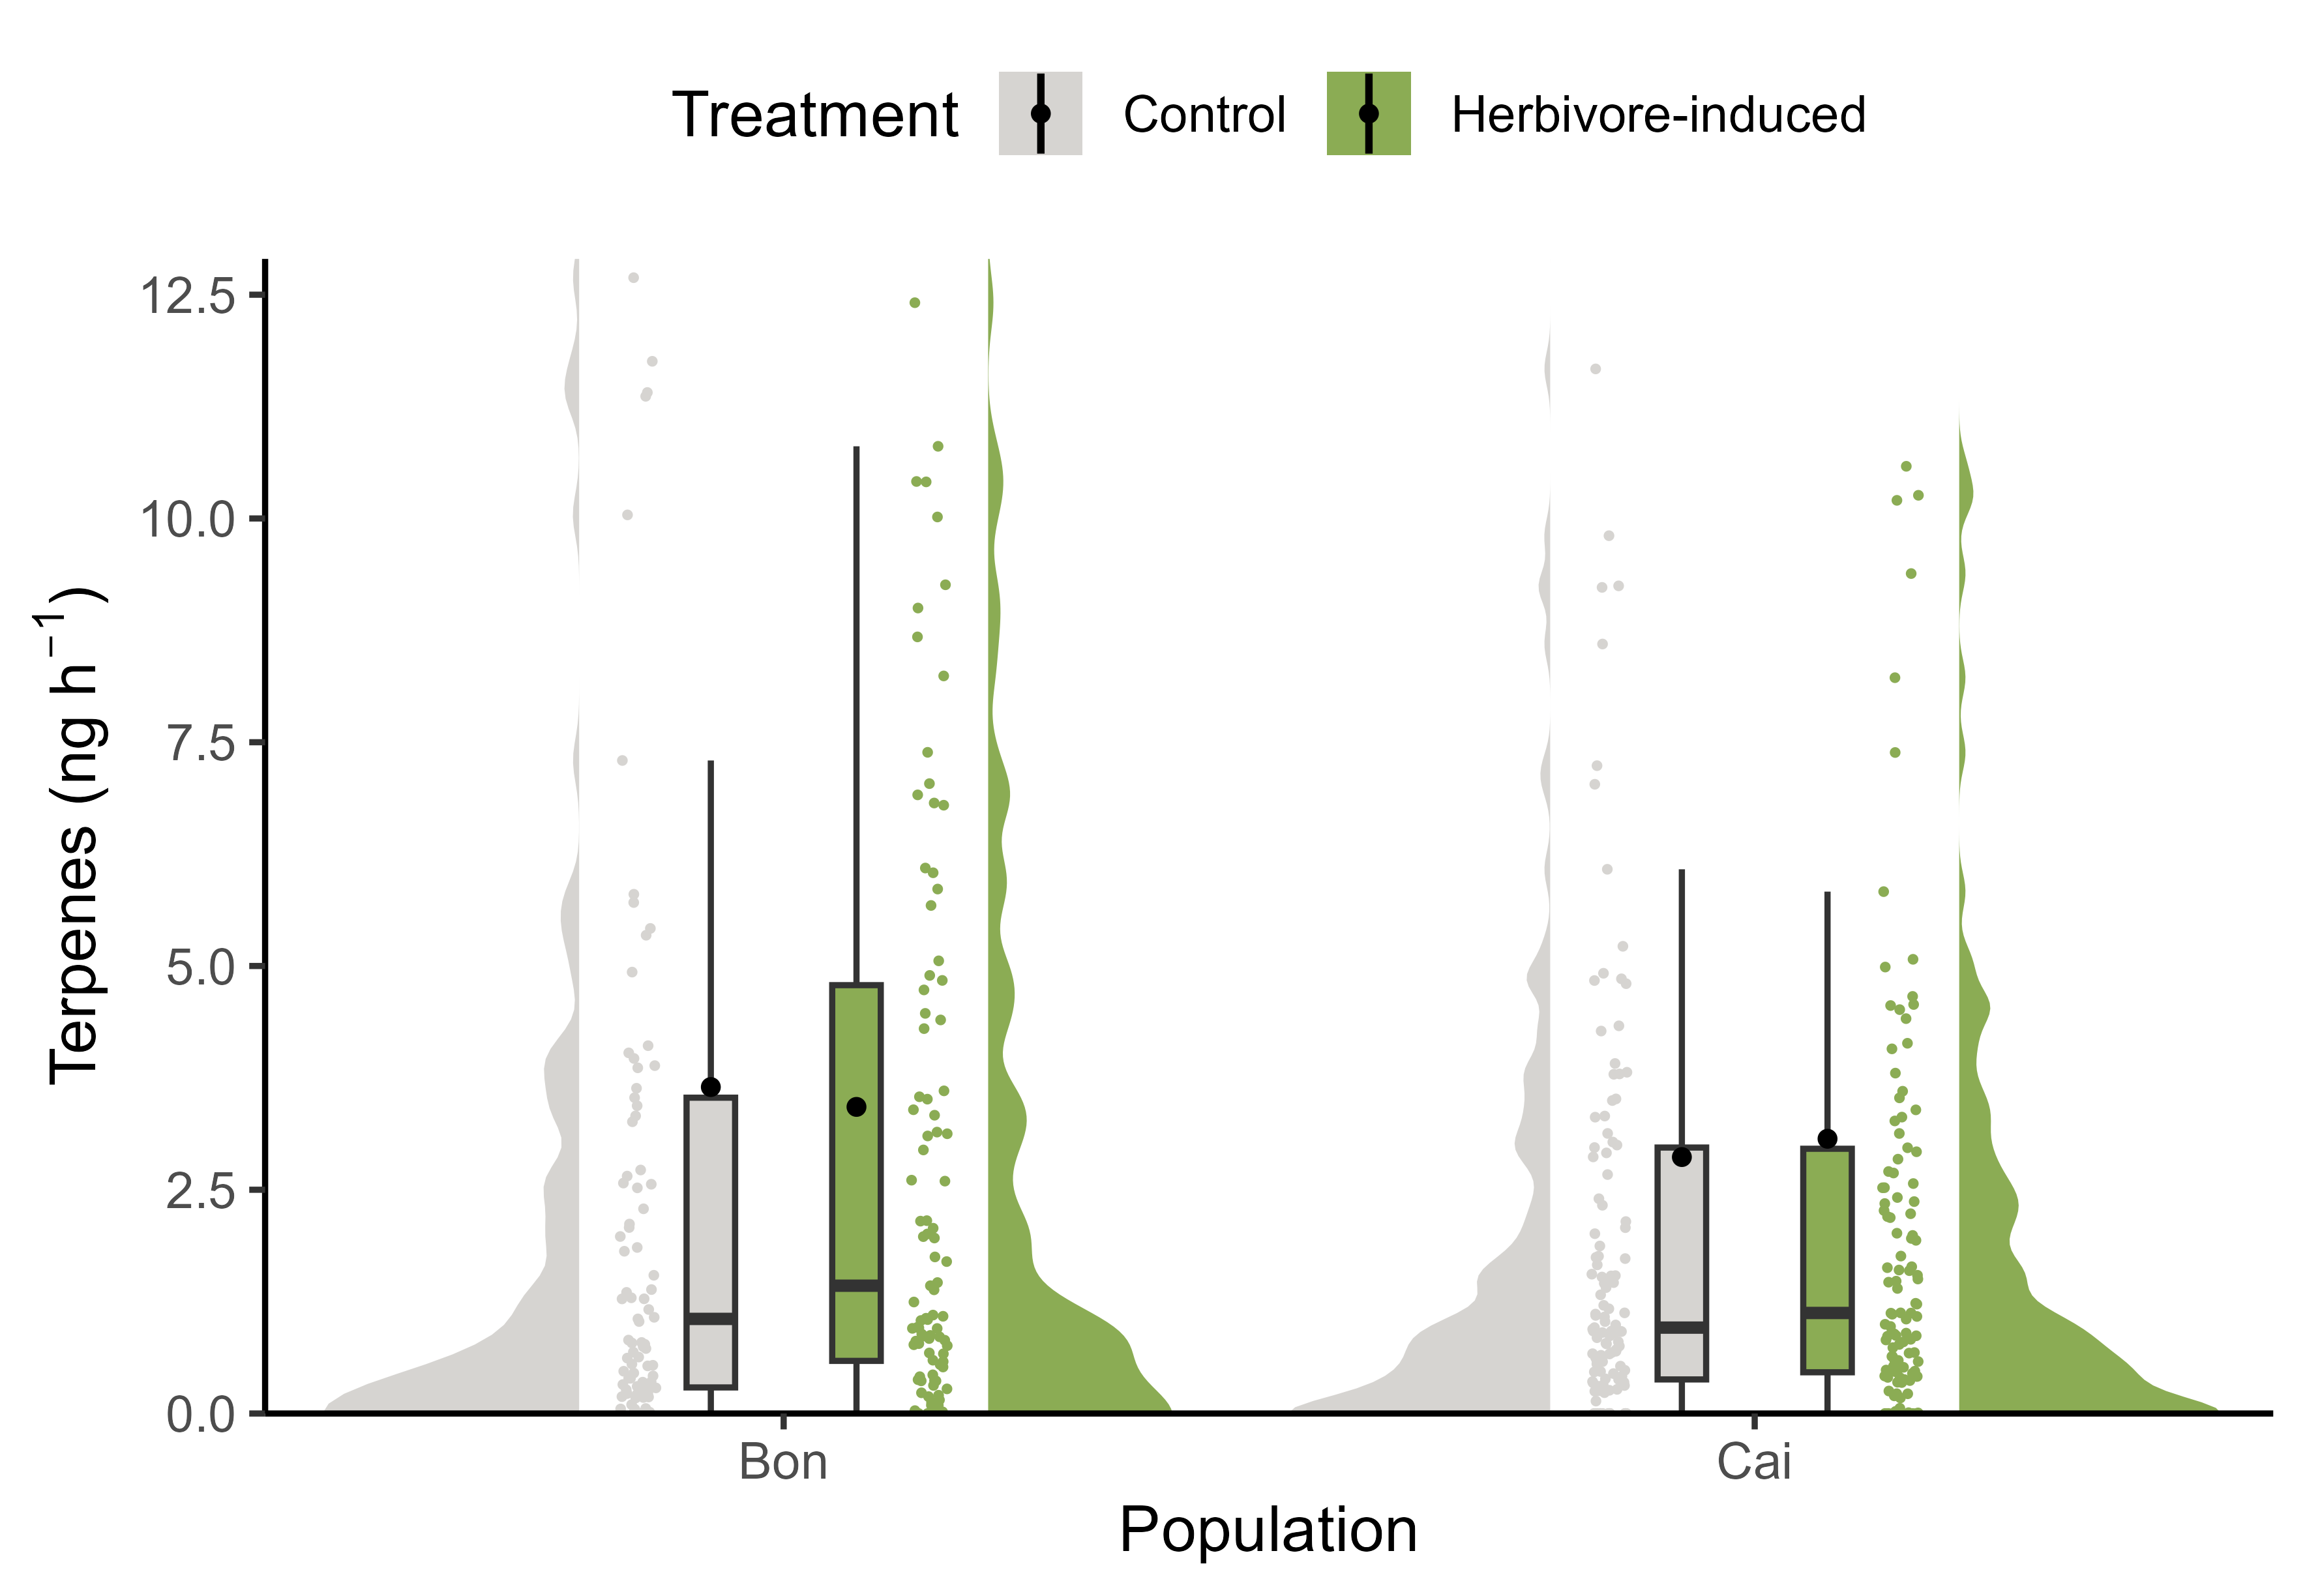 Treatment Control Herbivore-induced
Terpenes (ng h⁻¹)
12.5
10.0
7.5
5.0
2.5
0.0
Bon Cai
Population